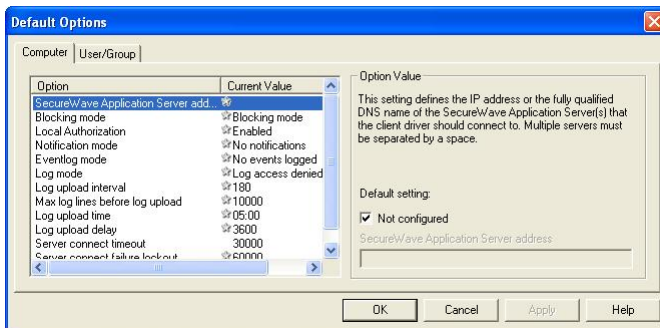 Default Options
Computer
User/Group
Option
Current Value
SecureWave Application Server add...
Blocking mode
Blocking mode
Local Authorization
Enabled
Notification mode
No notifications
Eventlog mode
No events logged
Log mode
Log access denied
Log upload interval
180
Max log lines before log upload
10000
Log upload time
05:00
Log upload delay
3600
Server connect timeout
30000
Server connect failure lockout
60000
Option Value
This setting defines the IP address or the fully qualified
DNS name of the SecureWave Application Server(s) that
the client driver should connect to. Multiple servers must
be separated by a space.
Default setting:
Not configured
SecureWave Application Server address
OK
Cancel
Apply
Help